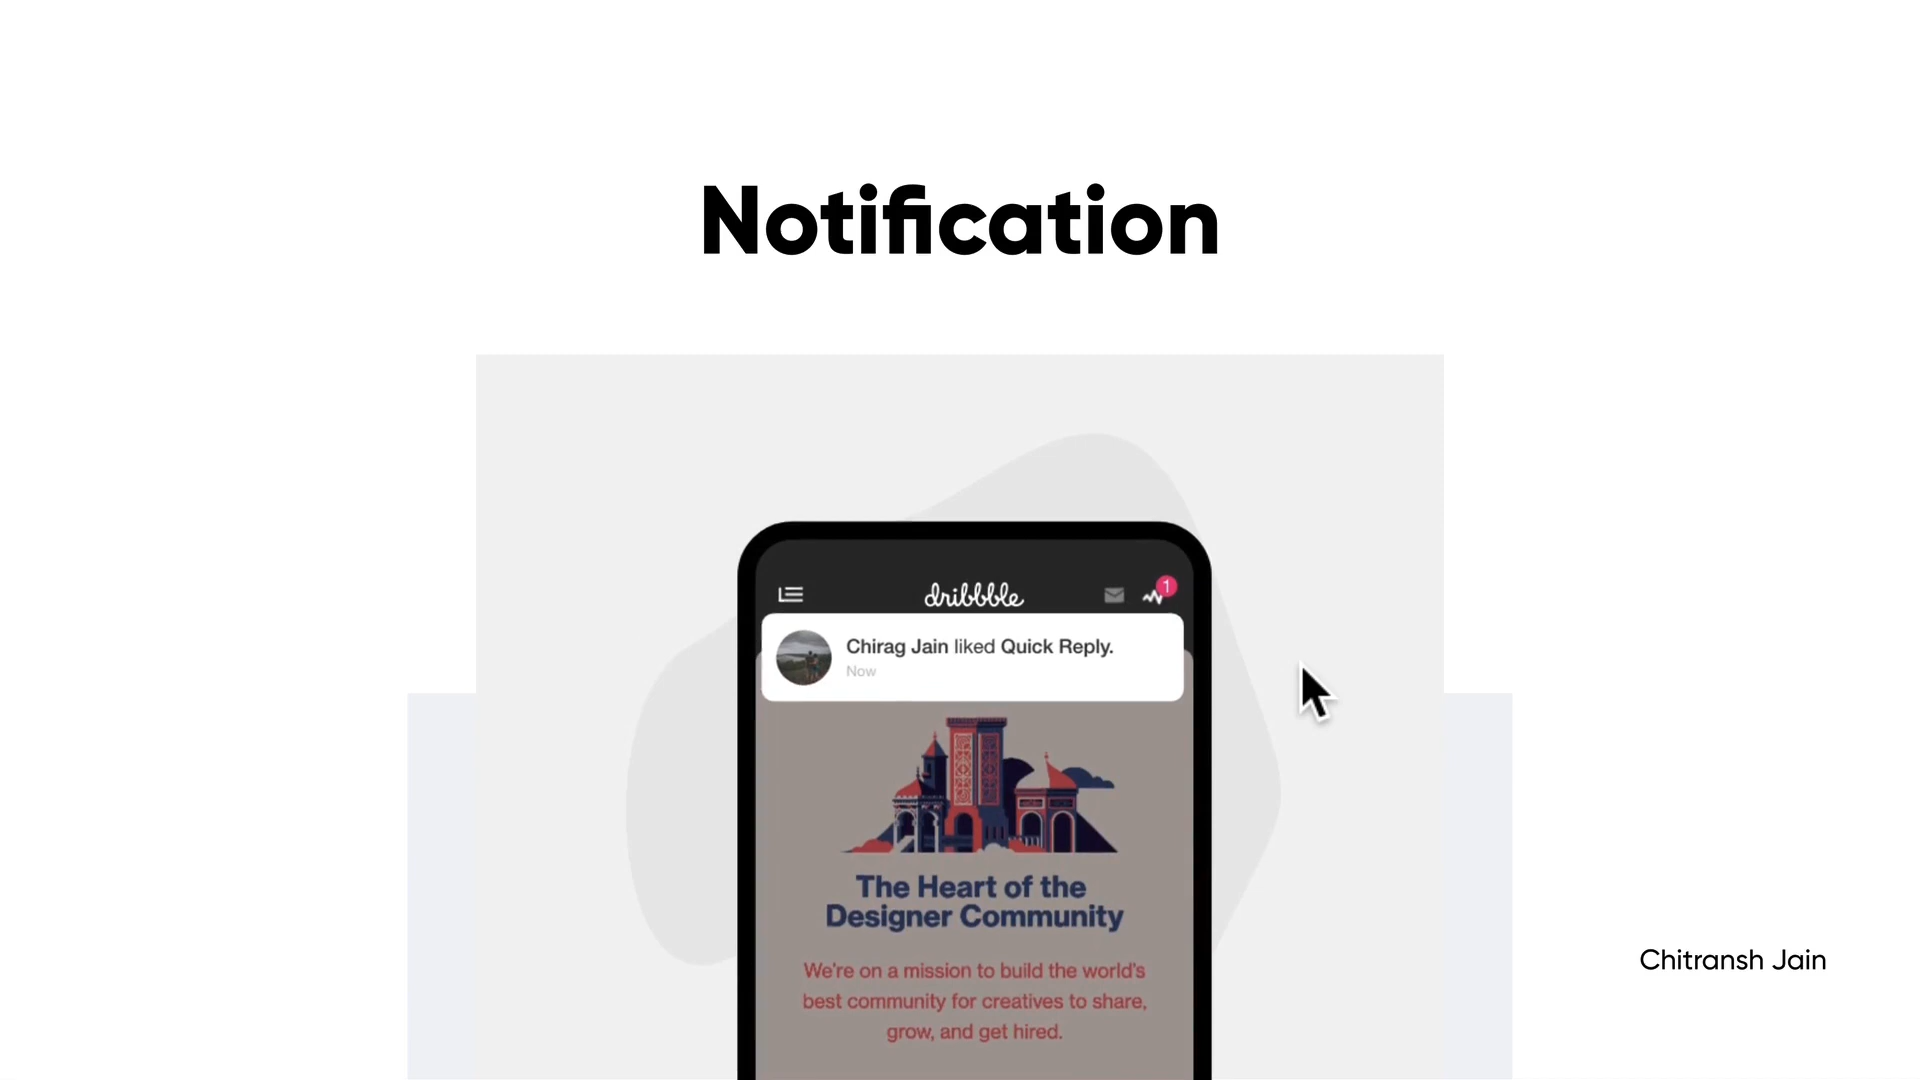 Notification
dribbble
1
Chirag Jain liked Quick Reply.
Now
The Heart of the
Designer Community
We're on a mission to build the world's
best community for creatives to share,
grow, and get hired.
Chitransh Jain